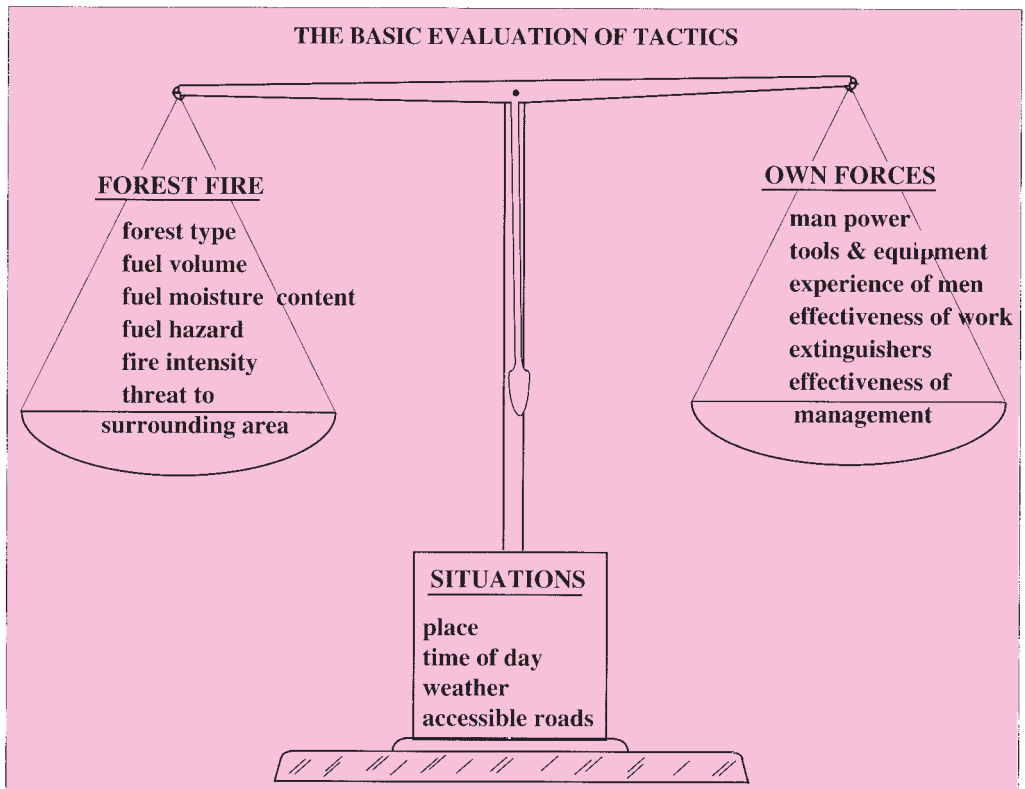 THE BASIC EVALUATION OF TACTICS
FOREST FIRE
forest type
fuel volume
fuel moisture content
fuel hazard
fire intensity
threat to
surrounding area
OWN FORCES
man power
tools & equipment
experience of men
effectiveness of work
extinguishers
effectiveness of
management
SITUATIONS
place
time of day
weather
accessible roads